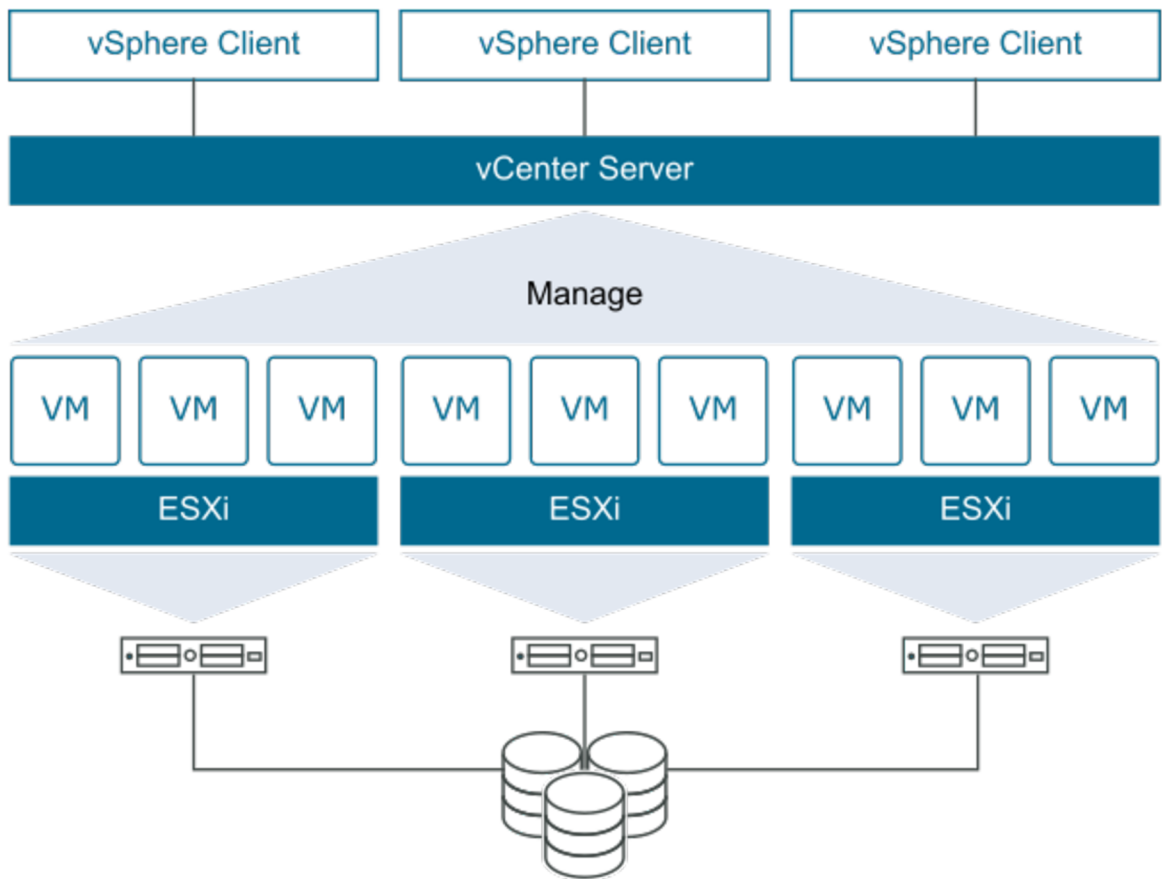 vSphere Client
vSphere Client
vSphere Client
vCenter Server
Manage
VM
VM
VM
VM
VM
VM
VM
VM
VM
ESXi
ESXi
ESXi